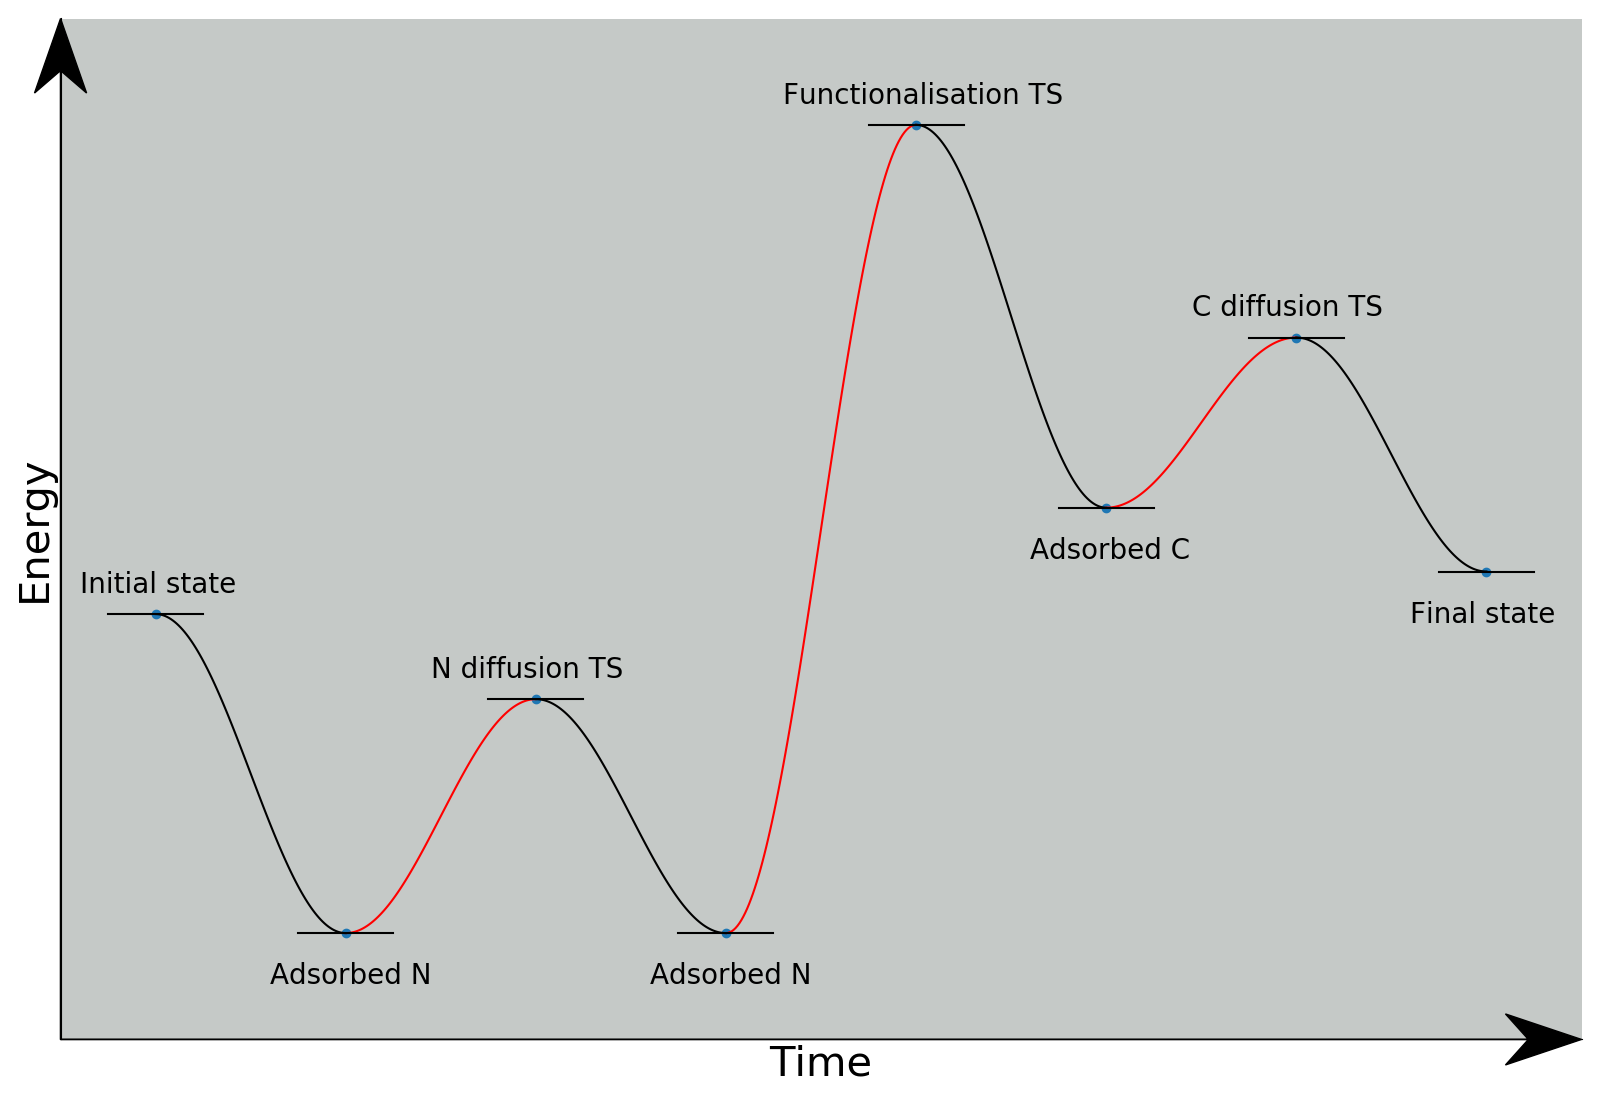 Functionalisation TS
C diffusion TS
Energy
Adsorbed C
Initial state
Final state
N diffusion TS
Adsorbed N
Adsorbed N
Time